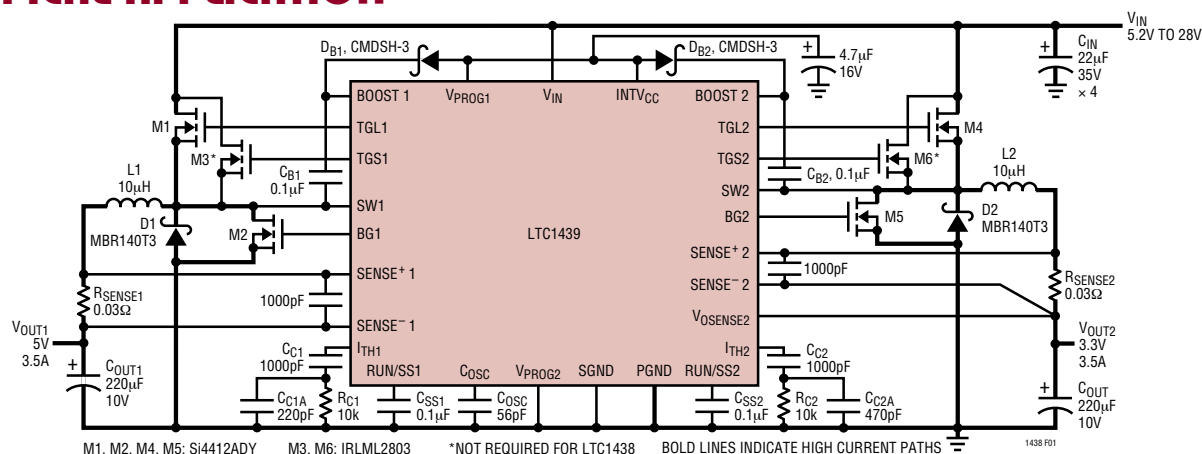 V_IN
5.2V TO 28V
D_B1, CMDSH-3
D_B2, CMDSH-3
+
4.7µF
16V
+
C_IN
22µF
35V
× 4
BOOST 1
V_PROG1
V_IN
INTV_CC
BOOST 2
M1
TGL1
TGL2
M4
M3*
TGS1
TGS2
M6*
L1
10µH
C_B1
0.1µF
C_B2, 0.1µF
L2
10µH
SW1
SW2
D1
MBR140T3
M2
BG1
LTC1439
BG2
M5
D2
MBR140T3
SENSE+ 1
SENSE+ 2
1000pF
1000pF
SENSE– 2
R_SENSE1
0.03Ω
R_SENSE2
0.03Ω
SENSE– 1
V_OSENSE2
V_OUT1
5V
3.5A
V_OUT2
3.3V
3.5A
C_C1
1000pF
I_TH1
I_TH2
C_C2
1000pF
+
C_OUT1
220µF
10V
RUN/SS1
C_OSC
V_PROG2
SGND
PGND
RUN/SS2
+
C_OUT
220µF
10V
C_C1A
220pF
R_C1
10k
C_SS1
0.1µF
C_OSC
56pF
C_SS2
0.1µF
R_C2
10k
C_C2A
470pF
M1, M2, M4, M5: Si4412ADY
M3, M6: IRLML2803
*NOT REQUIRED FOR LTC1438
BOLD LINES INDICATE HIGH CURRENT PATHS
1438 F01